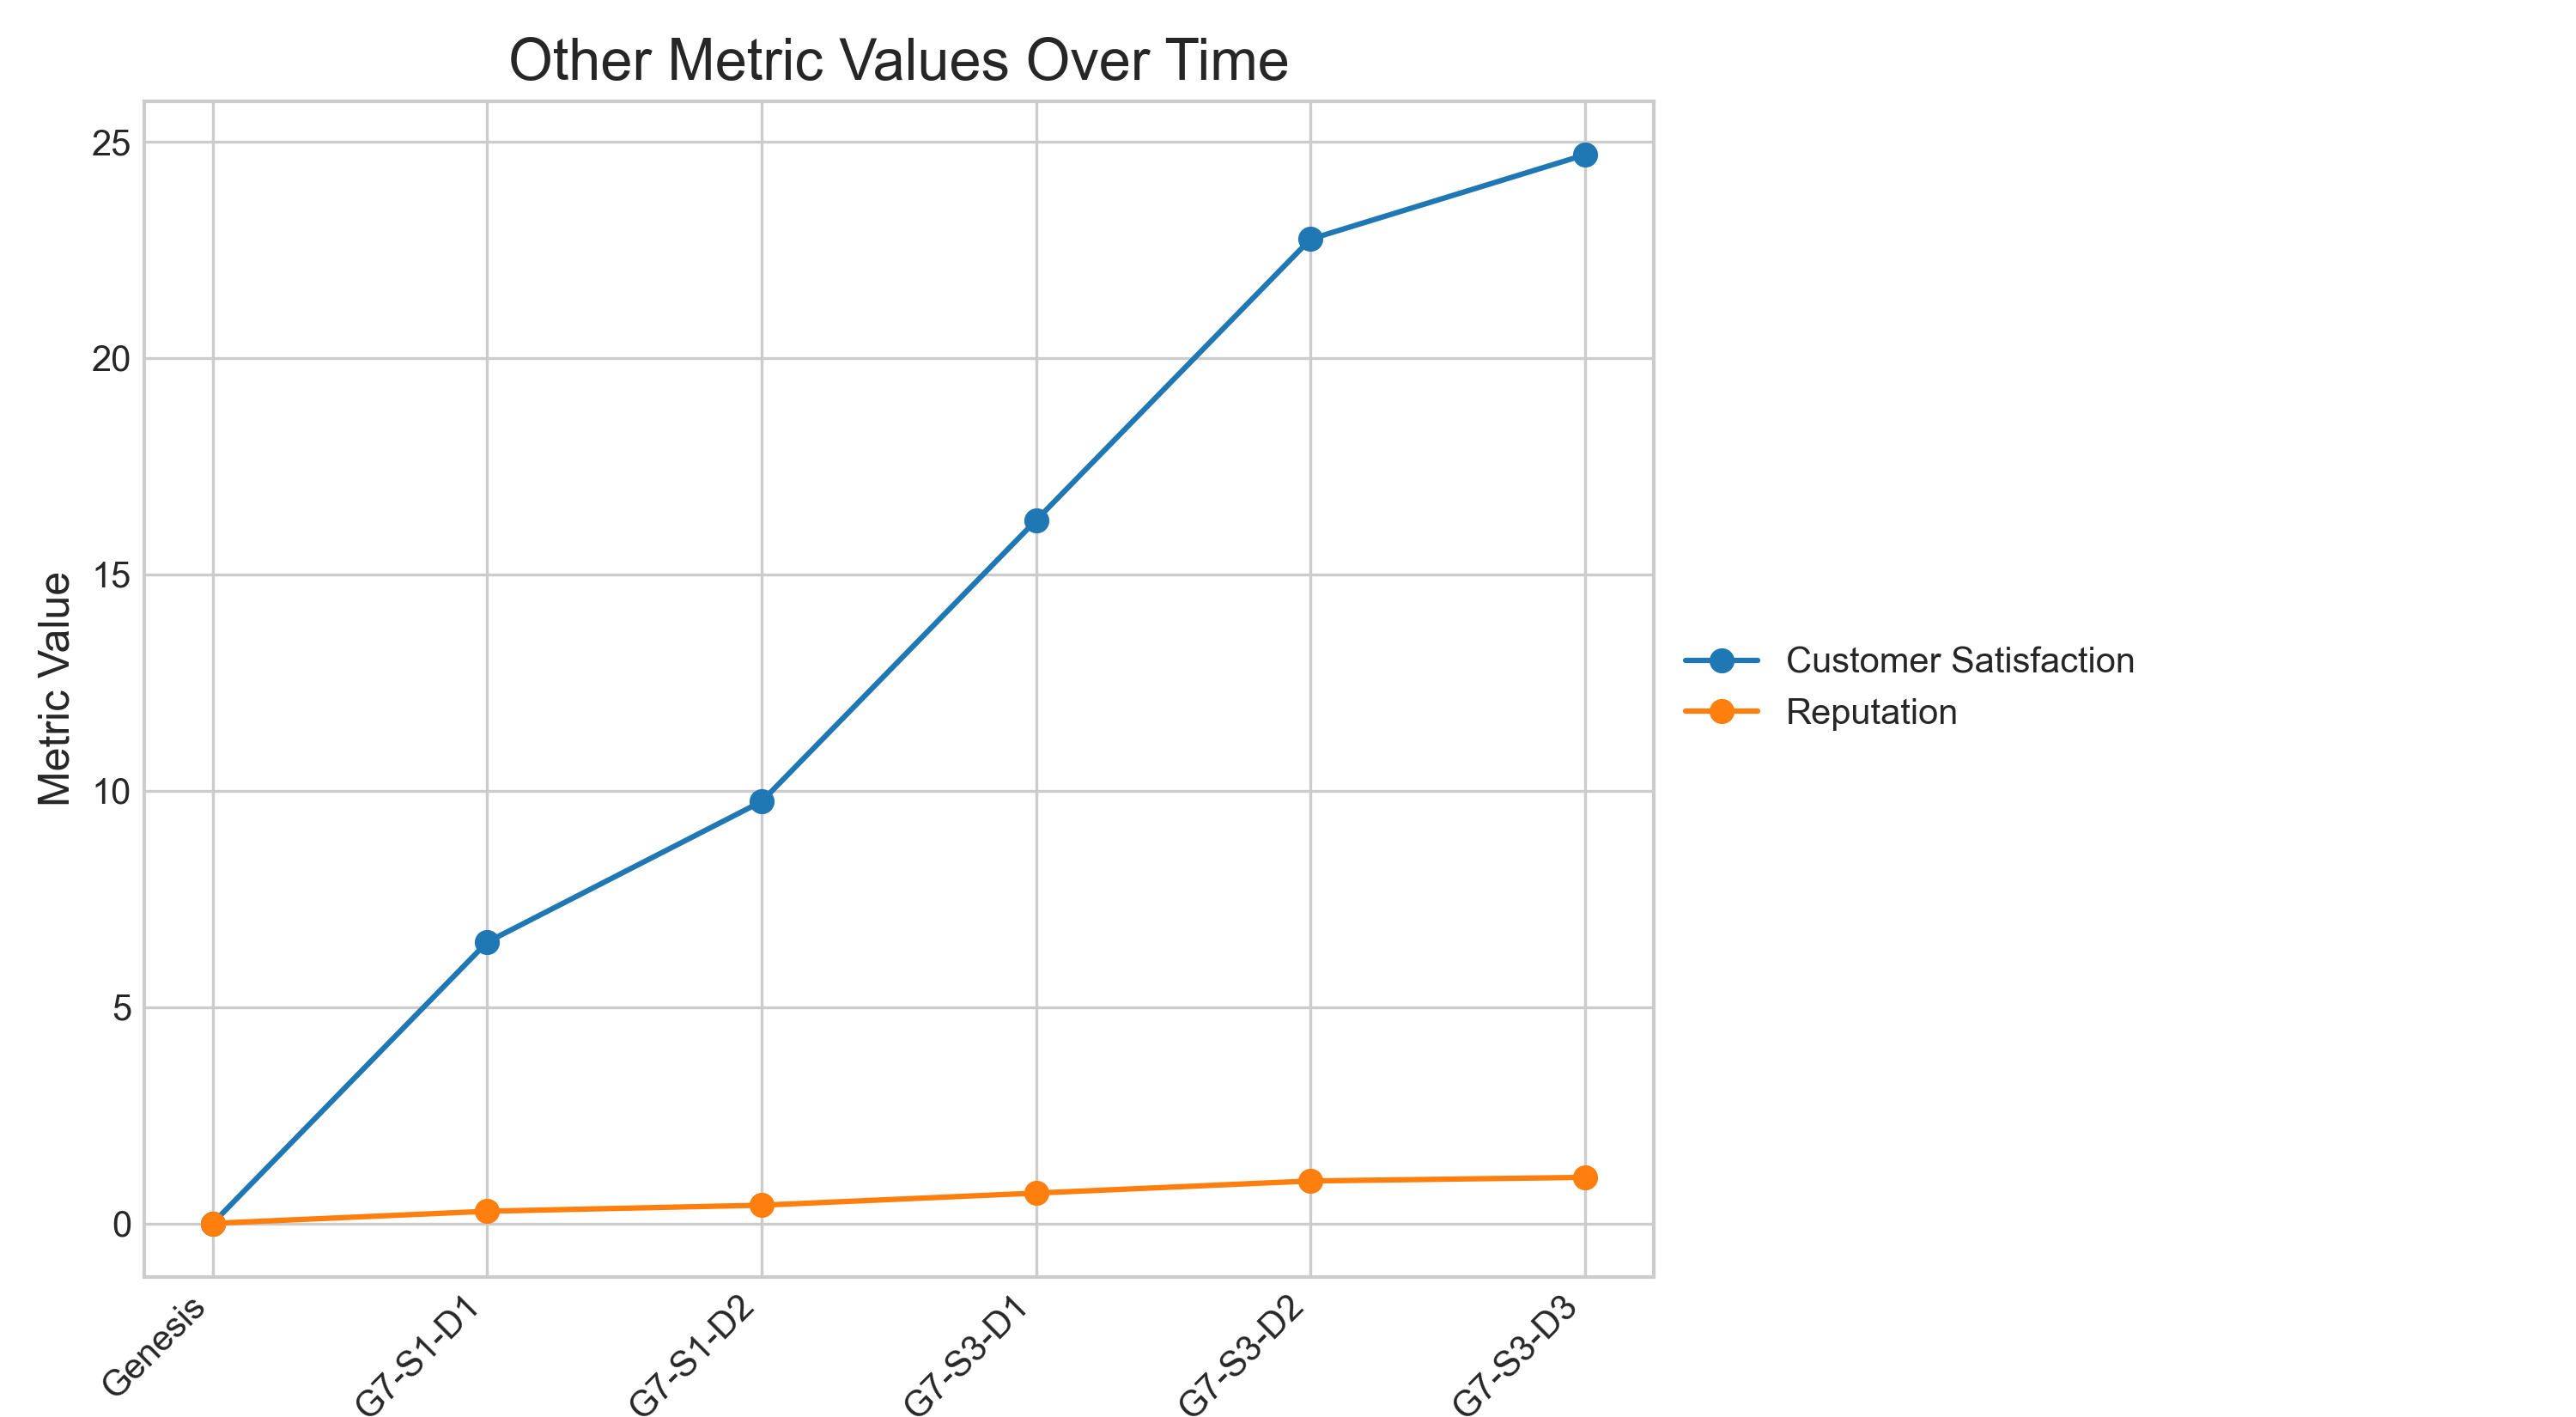 Other Metric Values Over Time
Metric Value
25
20
15
10
5
0
Genesis
G7-S1-D1
G7-S1-D2
G7-S3-D1
G7-S3-D2
G7-S3-D3
Customer Satisfaction
Reputation